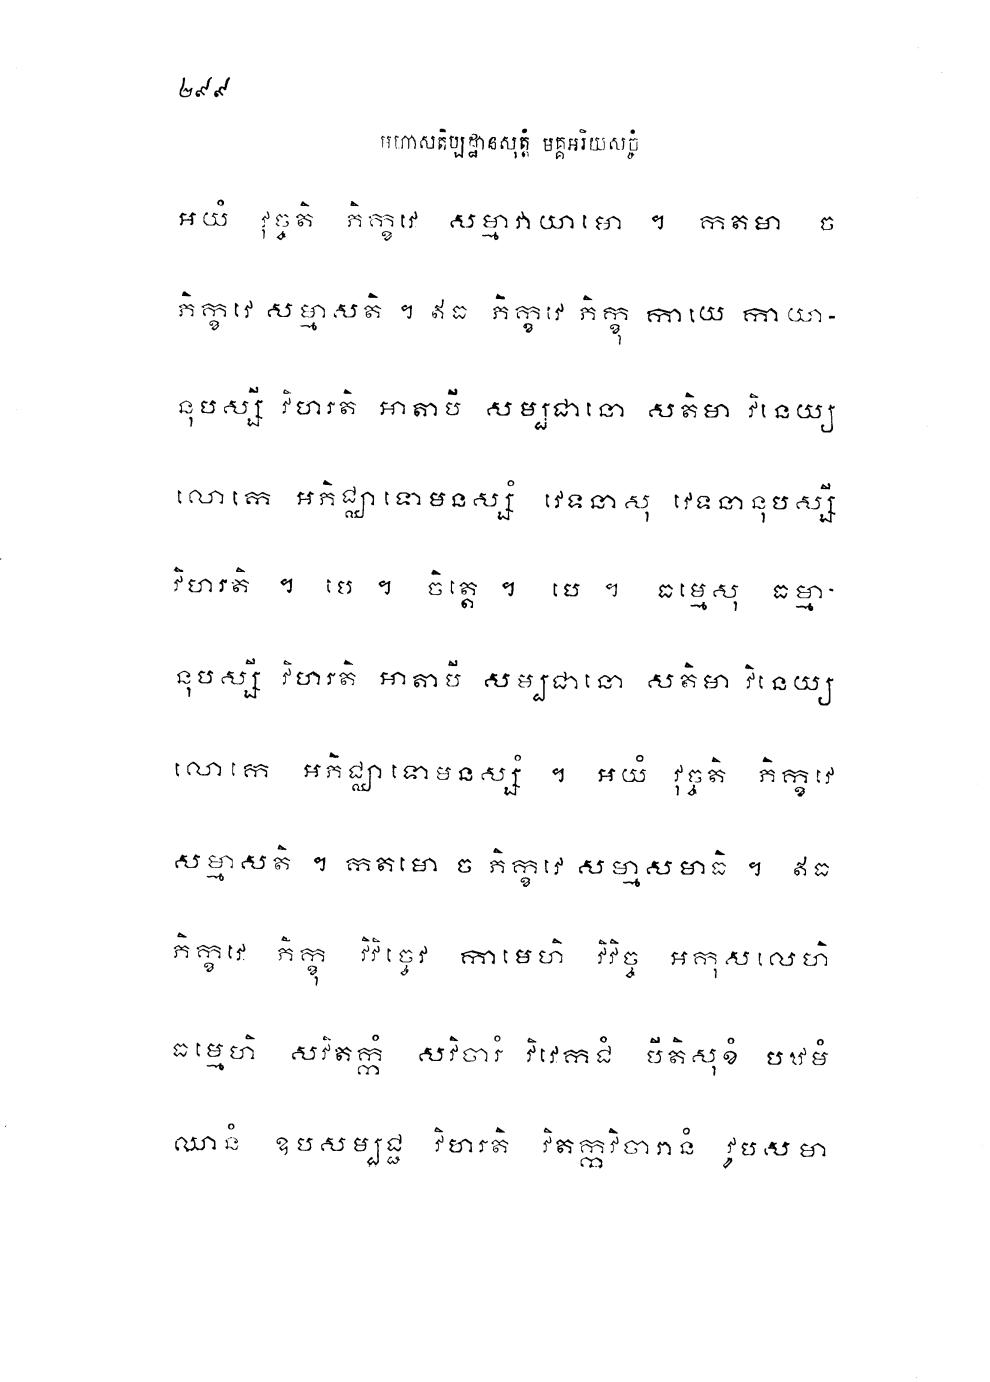 ២៩៩
មហាសតិប្បដ្ឋានសុត្តំ មគ្គអរិយសច្ចំ
អយំ វុច្ចតិ ភិក្ខវេ សម្មាវាយាមោ ។ កតមា ច
ភិក្ខវេ សម្មាសតិ ។ ឥធ ភិក្ខវេ ភិក្ខុ កាយេ កាយា-
នុបស្សី វិហរតិ អាតាបី សម្បជានោ សតិមា វិនេយ្យ
លោកេ អភិជ្ឈាទោមនស្សំ វេទនាសុ វេទនានុបស្សី
វិហរតិ ។ បេ ។ ចិត្តេ ។ បេ ។ ធម្មេសុ ធម្មា-
នុបស្សី វិហរតិ អាតាបី សម្បជានោ សតិមា វិនេយ្យ
លោកេ អភិជ្ឈាទោមនស្សំ ។ អយំ វុច្ចតិ ភិក្ខវេ
សម្មាសតិ ។ កតមោ ច ភិក្ខវេ សម្មាសមាធិ ។ ឥធ
ភិក្ខវេ ភិក្ខុ វិវិច្ចេវ កាមេហិ វិវិច្ច អកុសលេហិ
ធម្មេហិ សវិតក្កំ សវិចារំ វិវេកជំ បីតិសុខំ បឋមំ
ឈានំ ឧបសម្បជ្ជ វិហរតិ វិតក្កវិចារានំ វូបសមា